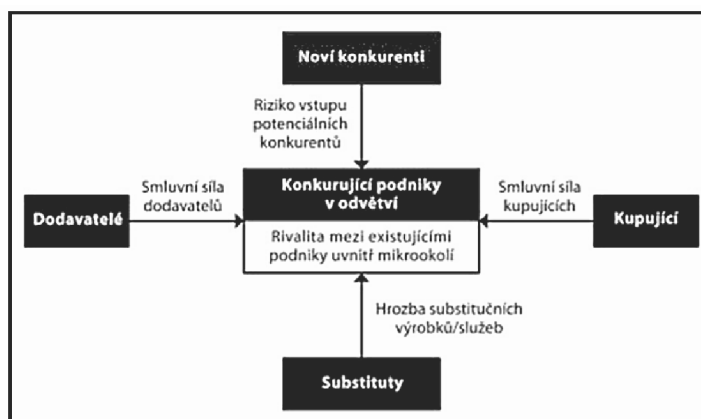 Noví konkurenti
Riziko vstupu
potenciálních
konkurentů
Smluvní síla
dodavatelů
Konkurující podniky
v odvětví
Smluvní síla
kupujících
Dodavatelé
Kupující
Rivalita mezi existujícími
podniky uvnitř mikrookolí
Hrozba substitučních
výrobků/služeb
Substituty